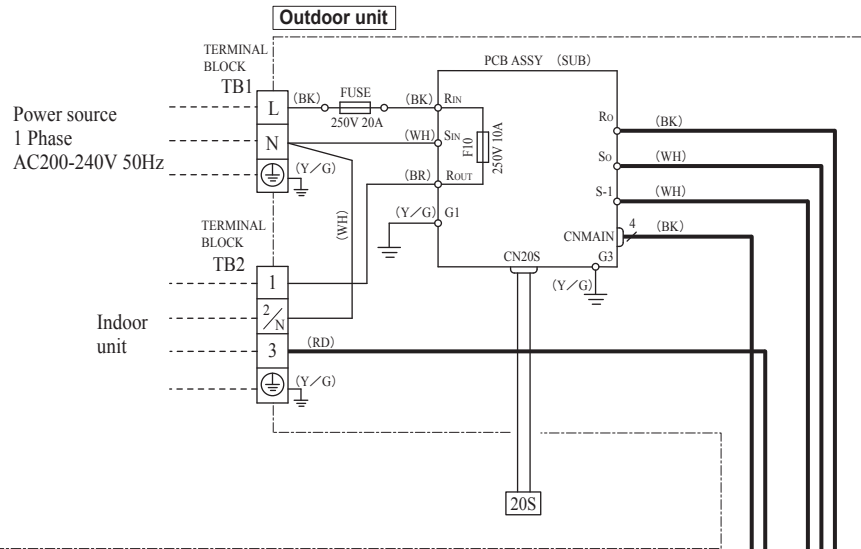 Outdoor unit
TERMINAL
BLOCK
TB1
Power source
1 Phase
AC200-240V 50Hz
L
N
(BK)
FUSE
250V 20A
(BK)
(WH)
(Y/G)
(BR)
(WH)
(Y/G)
PCB ASSY (SUB)
RIN
SIN
ROUT
G1
F10
250V 10A
RO
SO
S-1
CNMAIN
G3
CN20S
(BK)
(WH)
(WH)
4
(BK)
(Y/G)
TERMINAL
BLOCK
TB2
Indoor
unit
1
2/N
3
(RD)
(Y/G)
20S